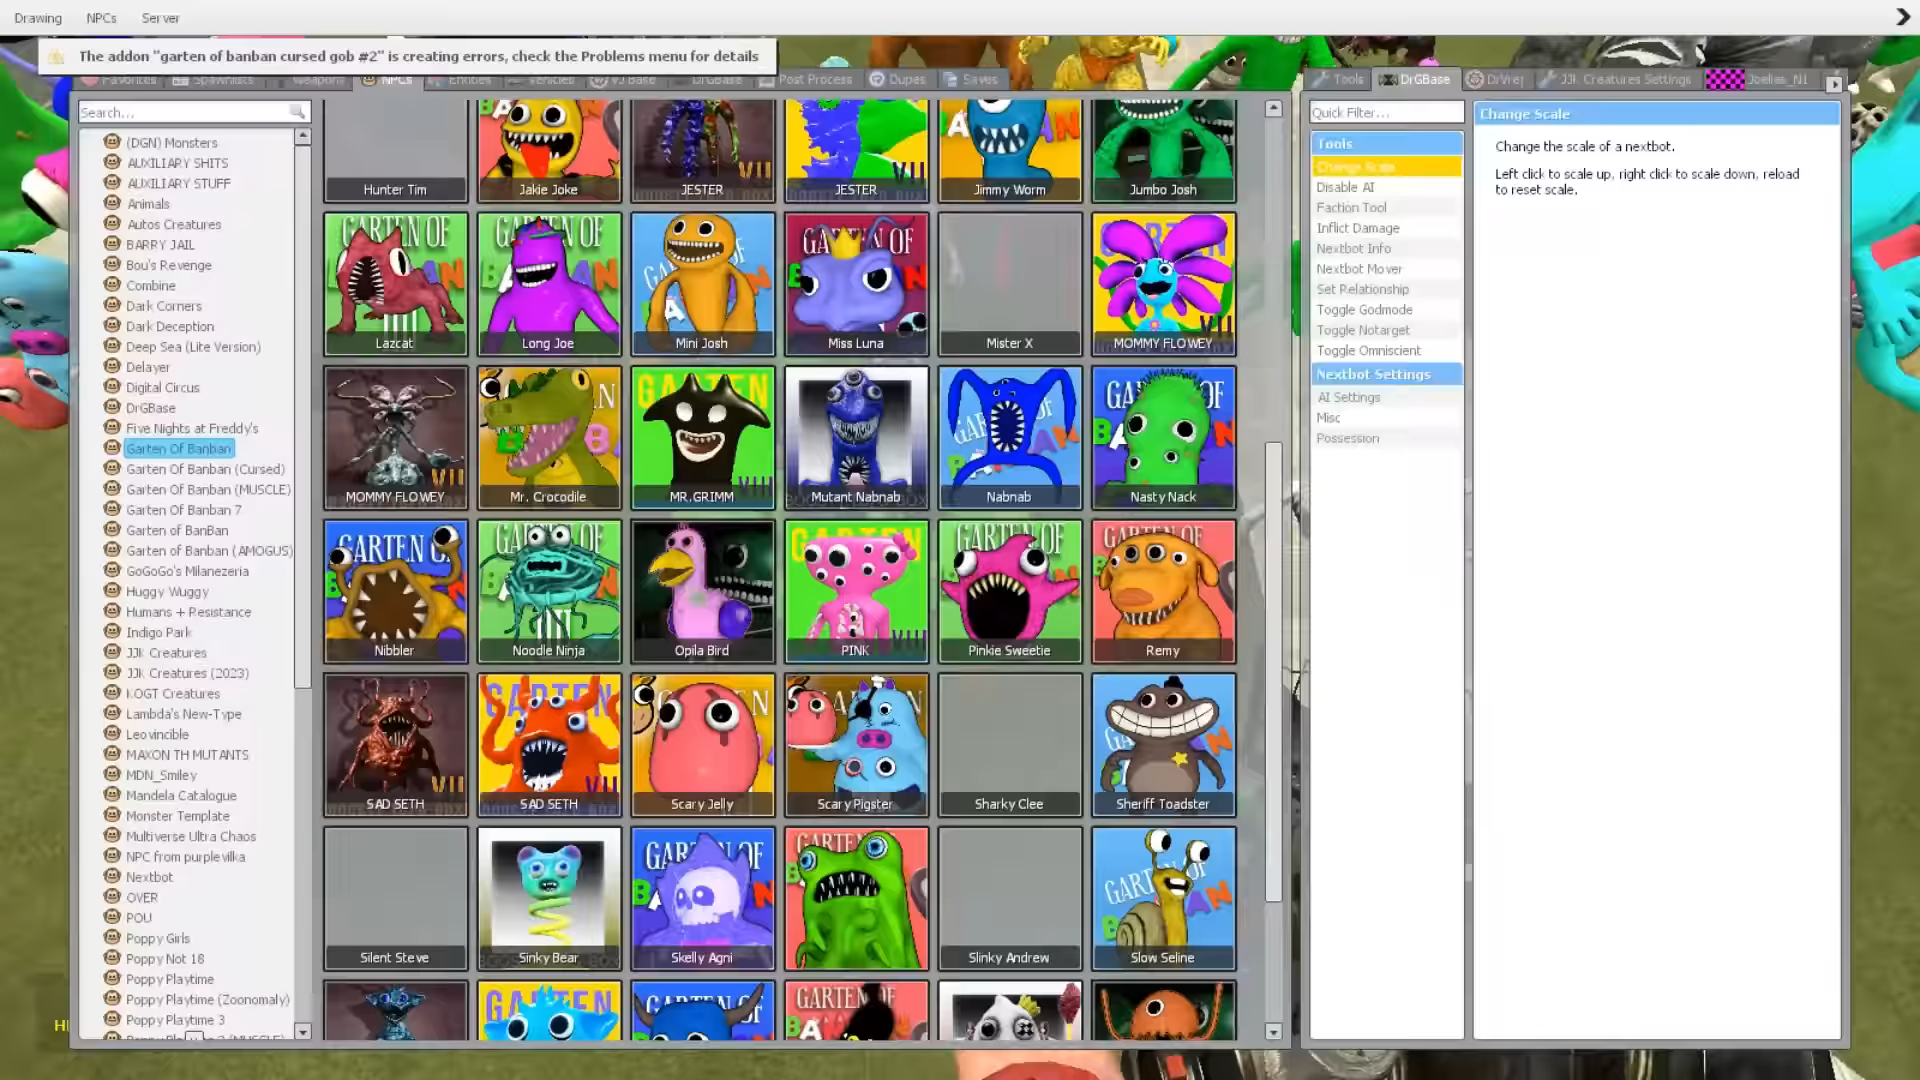 Drawing NPCs Server
The addon "garten of banban cursed gob #2" is creating errors, check the Problems menu for details
Favorites Spawnlists Weapons NPCs Entities Vehicles VJ Base DrGBase Post Process Dupes Saves
Tools DrGBase DrVrej JJK Creatures Settings Joelles_N1
Search...
(DGN) Monsters
AUXILIARY SHITS
AUXILIARY STUFF
Animals
Autos Creatures
BARRY JAIL
Bou's Revenge
Combine
Dark Corners
Dark Deception
Deep Sea (Lite Version)
Delayer
Digital Circus
DrGBase
Five Nights at Freddy's
Garten Of Banban
Garten Of Banban (Cursed)
Garten Of Banban (MUSCLE)
Garten Of Banban 7
Garten of BanBan
Garten of Banban (AMOGUS)
GoGoGo's Milanezeria
Huggy Wuggy
Humans + Resistance
Indigo Park
JJK Creatures
JJK Creatures (2023)
KOGT Creatures
Lambda's New-Type
Leovincible
MAXON TH MUTANTS
MDN_Smiley
Mandela Catalogue
Monster Template
Multiverse Ultra Chaos
NPC from purplevilka
Nextbot
OVER
POU
Poppy Girls
Poppy Not 18
Poppy Playtime
Poppy Playtime (Zoonomaly)
Poppy Playtime 3
Hunter Tim Jakie Joke JESTER JESTER Jimmy Worm Jumbo Josh
Lazcat Long Joe Mini Josh Miss Luna Mister X MOMMY FLOWEY
MOMMY FLOWEY Mr. Crocodile MR.GRIMM Mutant Nabnab Nabnab Nasty Nack
Nibbler Noodle Ninja Opila Bird PINK Pinkie Sweetie Remy
SAD SETH SAD SETH Scary Jelly Scary Pigster Sharky Clee Sheriff Toadster
Silent Steve Sinky Bear Skelly Agni Slinky Andrew Slow Seline
Quick Filter...
Tools
Change Scale
Disable AI
Faction Tool
Inflict Damage
Nextbot Info
Nextbot Mover
Set Relationship
Toggle Godmode
Toggle Notarget
Toggle Omniscient
Nextbot Settings
AI Settings
Misc
Possession
Change Scale
Change the scale of a nextbot.
Left click to scale up, right click to scale down, reload
to reset scale.